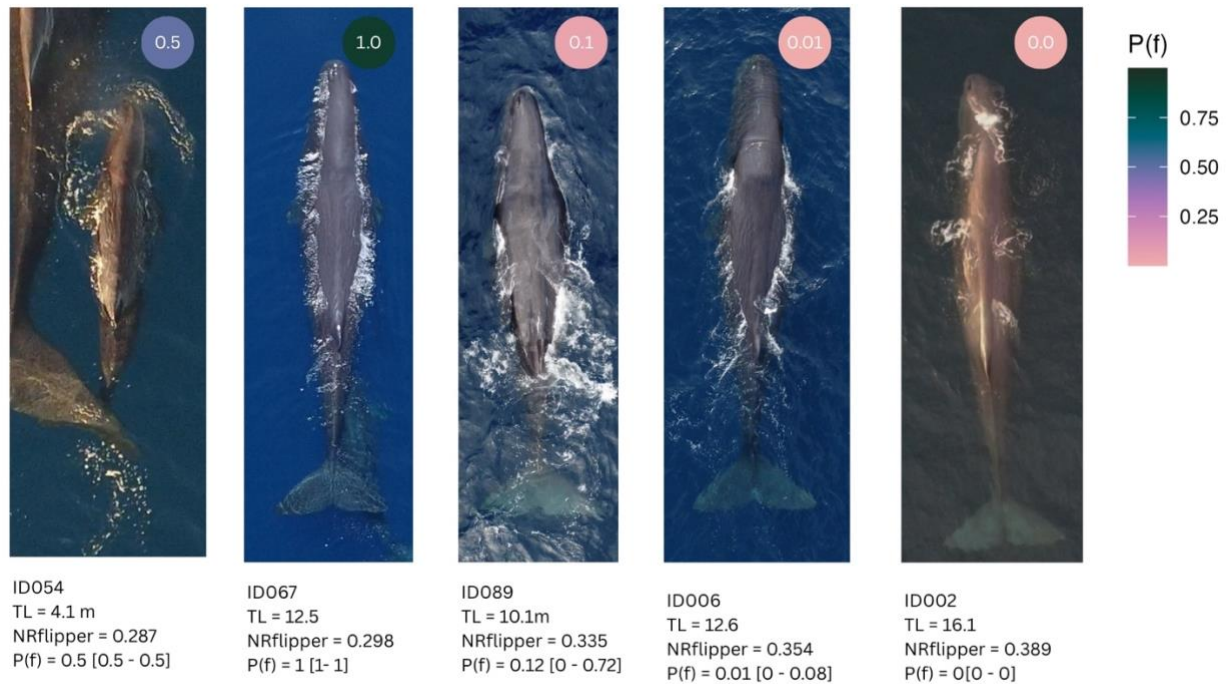 0.5
1.0
0.1
0.01
0.0
P(f)
0.75
0.50
0.25
ID054
TL = 4.1 m
NRflipper = 0.287
P(f) = 0.5 [0.5 - 0.5]
ID067
TL = 12.5
NRflipper = 0.298
P(f) = 1 [1- 1]
ID089
TL = 10.1m
NRflipper = 0.335
P(f) = 0.12 [0 - 0.72]
ID006
TL = 12.6
NRflipper = 0.354
P(f) = 0.01 [0 - 0.08]
ID002
TL = 16.1
NRflipper = 0.389
P(f) = 0[0 - 0]